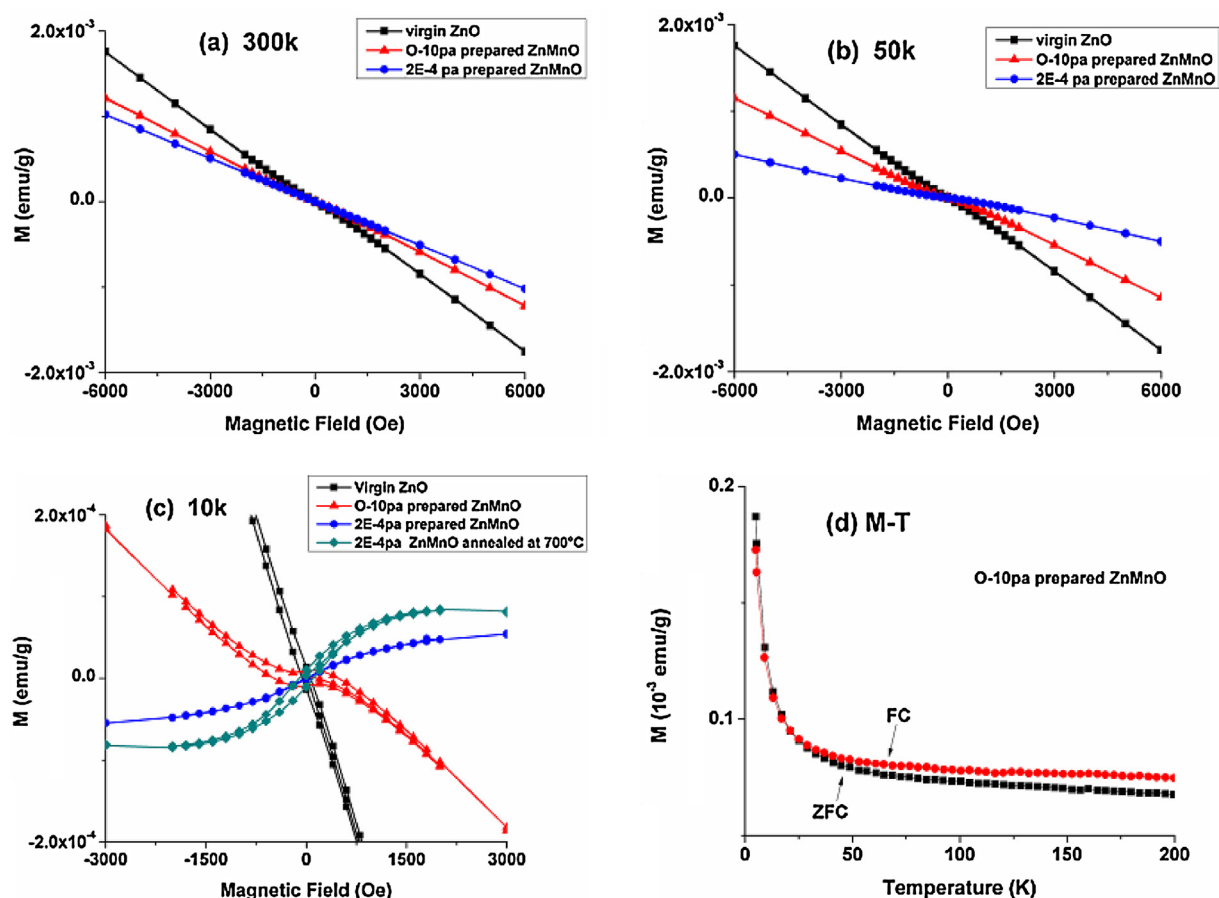 (a) 300k
virgin ZnO
O-10pa prepared ZnMnO
2E-4 pa prepared ZnMnO
2.0x10⁻³
0.0
-2.0x10⁻³
M (emu/g)
-6000 -3000 0 3000 6000
Magnetic Field (Oe)
(b) 50k
virgin ZnO
O-10pa prepared ZnMnO
2E-4 pa prepared ZnMnO
2.0x10⁻³
0.0
-2.0x10⁻³
M (emu/g)
-6000 -3000 0 3000 6000
Magnetic Field (Oe)
(c) 10k
Virgin ZnO
O-10pa prepared ZnMnO
2E-4pa prepared ZnMnO
2E-4pa ZnMnO annealed at 700°C
2.0x10⁻⁴
0.0
-2.0x10⁻⁴
M (emu/g)
-3000 -1500 0 1500 3000
Magnetic Field (Oe)
(d) M-T
O-10pa prepared ZnMnO
FC
ZFC
0.2
0.1
M (10⁻³ emu/g)
0 50 100 150 200
Temperature (K)